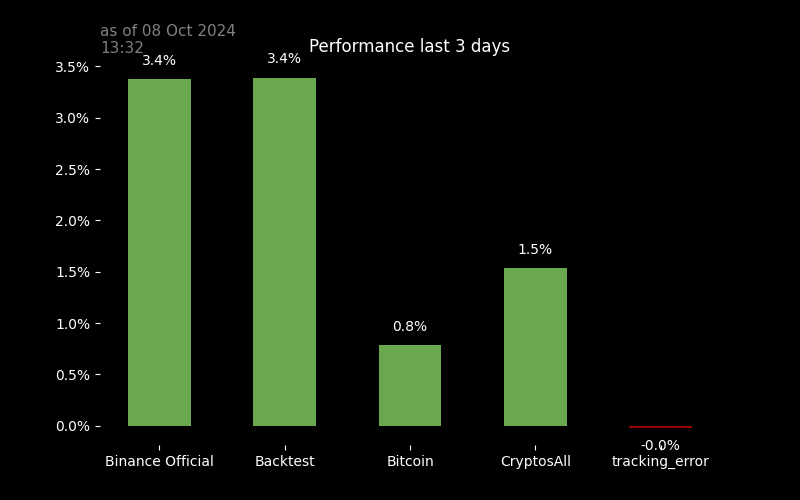 as of 08 Oct 2024
13:32
Performance last 3 days
3.5%
3.0%
2.5%
2.0%
1.5%
1.0%
0.5%
0.0%
3.4%
3.4%
0.8%
1.5%
-0.0%
Binance Official
Backtest
Bitcoin
CryptosAll
tracking_error